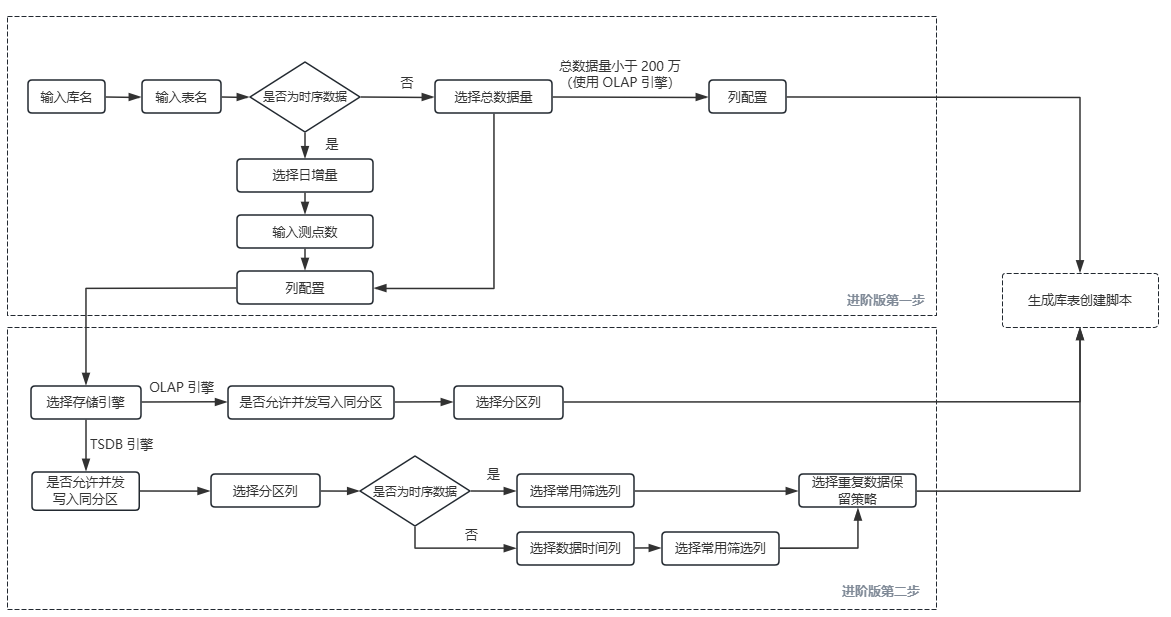 输入库名
输入表名
是否为时序数据
否
选择总数据量
总数据量小于 200 万
（使用 OLAP 引擎）
列配置
是
选择日增量
输入测点数
列配置
进阶版第一步
生成库表创建脚本
选择存储引擎
OLAP 引擎
是否允许并发写入同分区
选择分区列
TSDB 引擎
是否允许并发
写入同分区
选择分区列
是否为时序数据
是
选择常用筛选列
选择重复数据保
留策略
否
选择数据时间列
选择常用筛选列
进阶版第二步